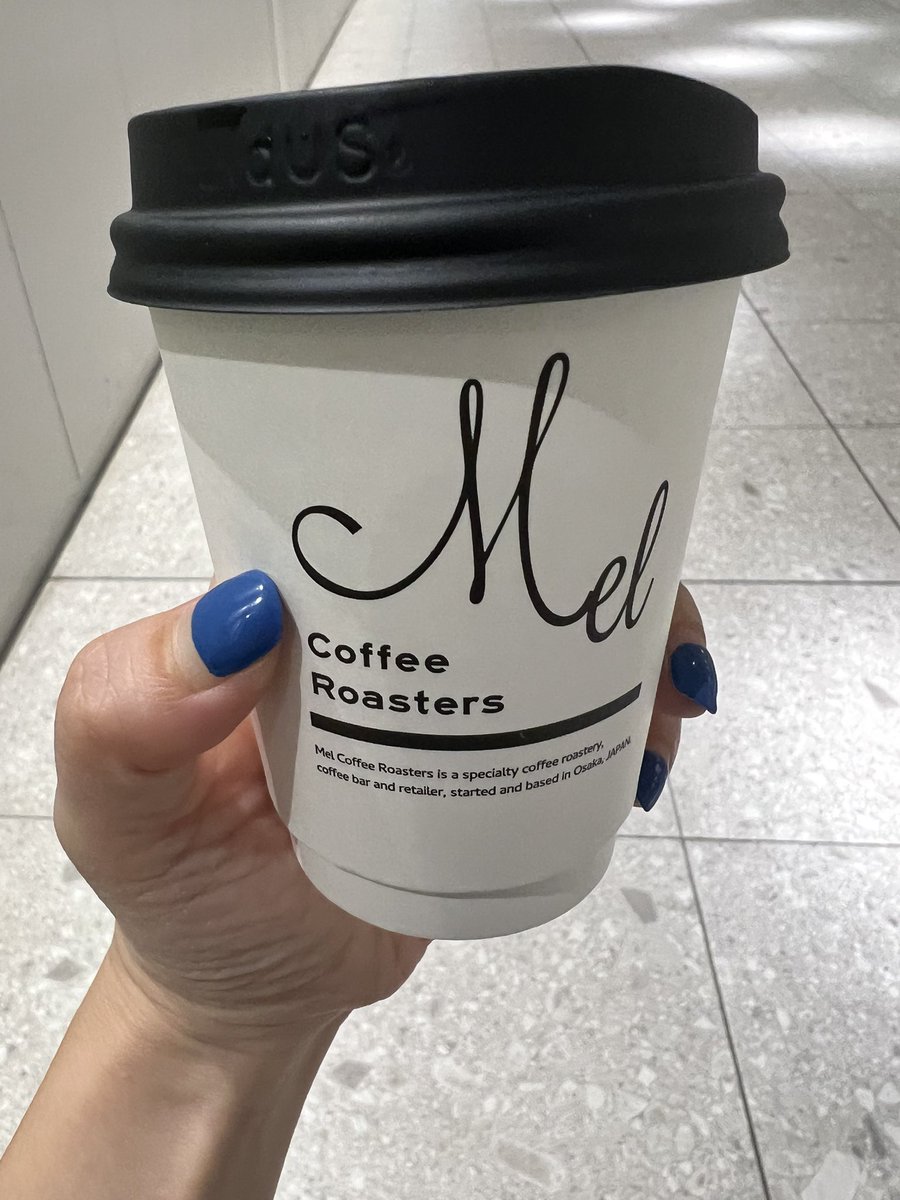 Mel
Coffee
Roasters
Mel Coffee Roasters is a specialty coffee roastery,
coffee bar and retailer, started and based in Osaka, JAPAN.